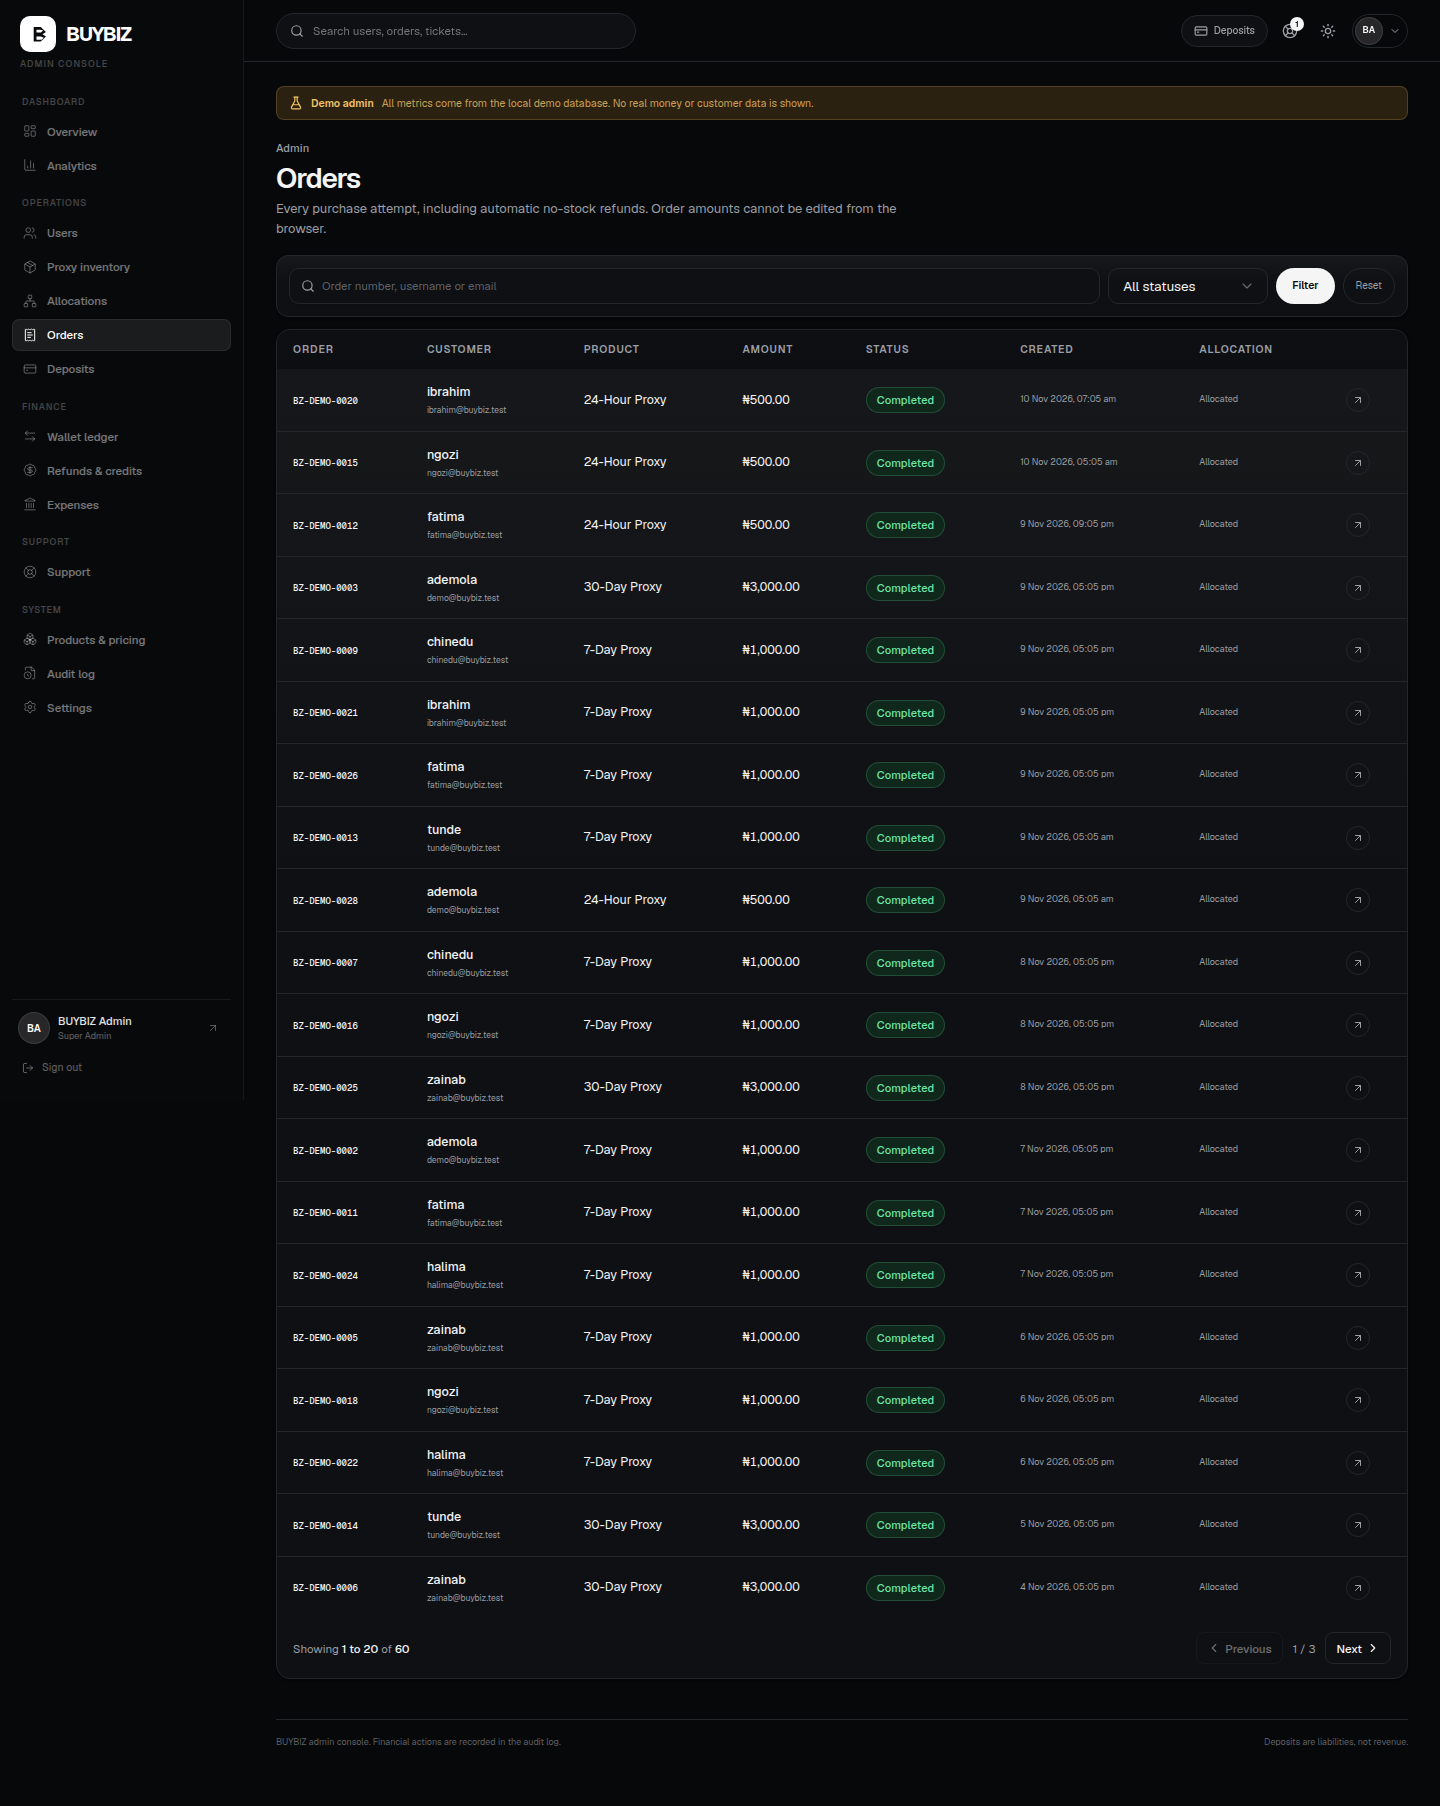 BUYBIZ
ADMIN CONSOLE
DASHBOARD
Overview
Analytics
OPERATIONS
Users
Proxy inventory
Allocations
Orders
Deposits
FINANCE
Wallet ledger
Refunds & credits
Expenses
SUPPORT
Support
SYSTEM
Products & pricing
Audit log
Settings
BA BUYBIZ Admin
Super Admin
Sign out
Search users, orders, tickets...
Deposits 1 BA
Demo admin All metrics come from the local demo database. No real money or customer data is shown.
Admin
Orders
Every purchase attempt, including automatic no-stock refunds. Order amounts cannot be edited from the
browser.
Order number, username or email All statuses Filter Reset
ORDER CUSTOMER PRODUCT AMOUNT STATUS CREATED ALLOCATION
BZ-DEMO-0020 ibrahim ibrahim@buybiz.test 24-Hour Proxy ₦500.00 Completed 10 Nov 2026, 07:05 am Allocated
BZ-DEMO-0015 ngozi ngozi@buybiz.test 24-Hour Proxy ₦500.00 Completed 10 Nov 2026, 05:05 am Allocated
BZ-DEMO-0012 fatima fatima@buybiz.test 24-Hour Proxy ₦500.00 Completed 9 Nov 2026, 09:05 pm Allocated
BZ-DEMO-0003 ademola demo@buybiz.test 30-Day Proxy ₦3,000.00 Completed 9 Nov 2026, 05:05 pm Allocated
BZ-DEMO-0009 chinedu chinedu@buybiz.test 7-Day Proxy ₦1,000.00 Completed 9 Nov 2026, 05:05 pm Allocated
BZ-DEMO-0021 ibrahim ibrahim@buybiz.test 7-Day Proxy ₦1,000.00 Completed 9 Nov 2026, 05:05 pm Allocated
BZ-DEMO-0026 fatima fatima@buybiz.test 7-Day Proxy ₦1,000.00 Completed 9 Nov 2026, 05:05 pm Allocated
BZ-DEMO-0013 tunde tunde@buybiz.test 7-Day Proxy ₦1,000.00 Completed 9 Nov 2026, 05:05 am Allocated
BZ-DEMO-0028 ademola demo@buybiz.test 24-Hour Proxy ₦500.00 Completed 9 Nov 2026, 05:05 am Allocated
BZ-DEMO-0007 chinedu chinedu@buybiz.test 7-Day Proxy ₦1,000.00 Completed 8 Nov 2026, 05:05 pm Allocated
BZ-DEMO-0016 ngozi ngozi@buybiz.test 7-Day Proxy ₦1,000.00 Completed 8 Nov 2026, 05:05 pm Allocated
BZ-DEMO-0025 zainab zainab@buybiz.test 30-Day Proxy ₦3,000.00 Completed 8 Nov 2026, 05:05 pm Allocated
BZ-DEMO-0002 ademola demo@buybiz.test 7-Day Proxy ₦1,000.00 Completed 7 Nov 2026, 05:05 pm Allocated
BZ-DEMO-0011 fatima fatima@buybiz.test 7-Day Proxy ₦1,000.00 Completed 7 Nov 2026, 05:05 pm Allocated
BZ-DEMO-0024 halima halima@buybiz.test 7-Day Proxy ₦1,000.00 Completed 7 Nov 2026, 05:05 pm Allocated
BZ-DEMO-0005 zainab zainab@buybiz.test 7-Day Proxy ₦1,000.00 Completed 6 Nov 2026, 05:05 pm Allocated
BZ-DEMO-0018 ngozi ngozi@buybiz.test 7-Day Proxy ₦1,000.00 Completed 6 Nov 2026, 05:05 pm Allocated
BZ-DEMO-0022 halima halima@buybiz.test 7-Day Proxy ₦1,000.00 Completed 6 Nov 2026, 05:05 pm Allocated
BZ-DEMO-0014 tunde tunde@buybiz.test 30-Day Proxy ₦3,000.00 Completed 5 Nov 2026, 05:05 pm Allocated
BZ-DEMO-0006 zainab zainab@buybiz.test 30-Day Proxy ₦3,000.00 Completed 4 Nov 2026, 05:05 pm Allocated
Showing 1 to 20 of 60 Previous 1 / 3 Next
BUYBIZ admin console. Financial actions are recorded in the audit log. Deposits are liabilities, not revenue.